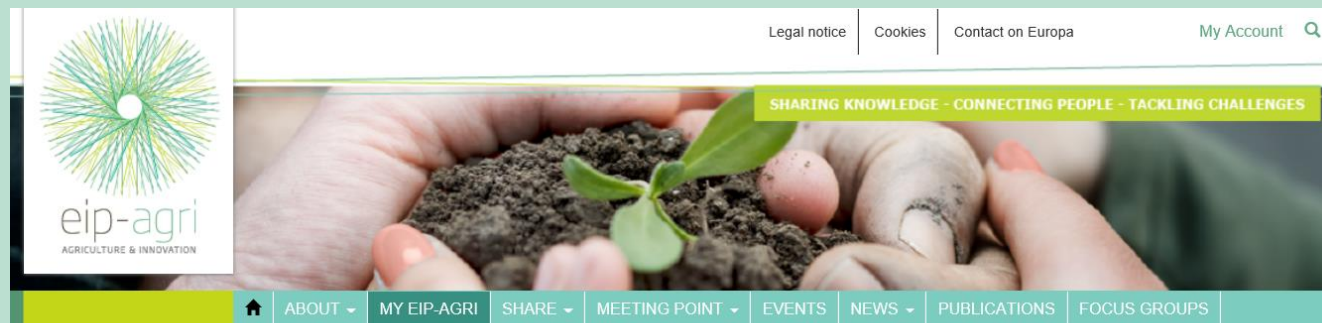 Legal notice
Cookies
Contact on Europa
My Account
SHARING KNOWLEDGE - CONNECTING PEOPLE - TACKLING CHALLENGES
eip-agri
AGRICULTURE & INNOVATION
ABOUT
MY EIP-AGRI
SHARE
MEETING POINT
EVENTS
NEWS
PUBLICATIONS
FOCUS GROUPS